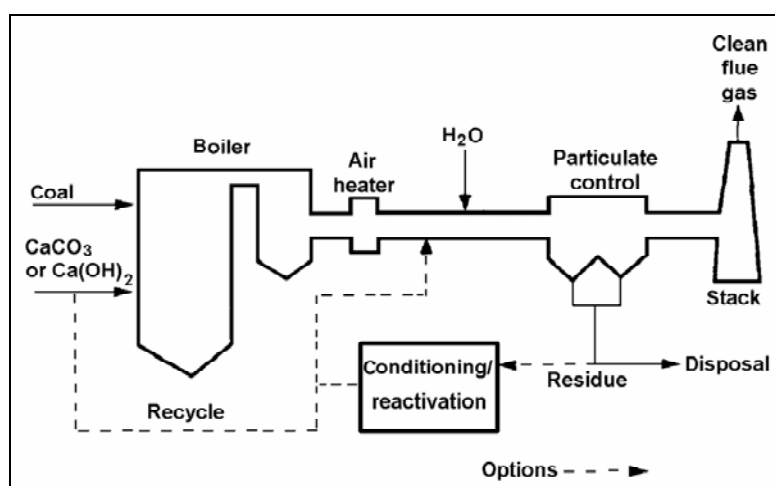 Clean
flue
gas
H₂O
Boiler
Air
heater
Particulate
control
Coal
CaCO₃
or Ca(OH)₂
Stack
Conditioning/
reactivation
Residue
Disposal
Recycle
Options